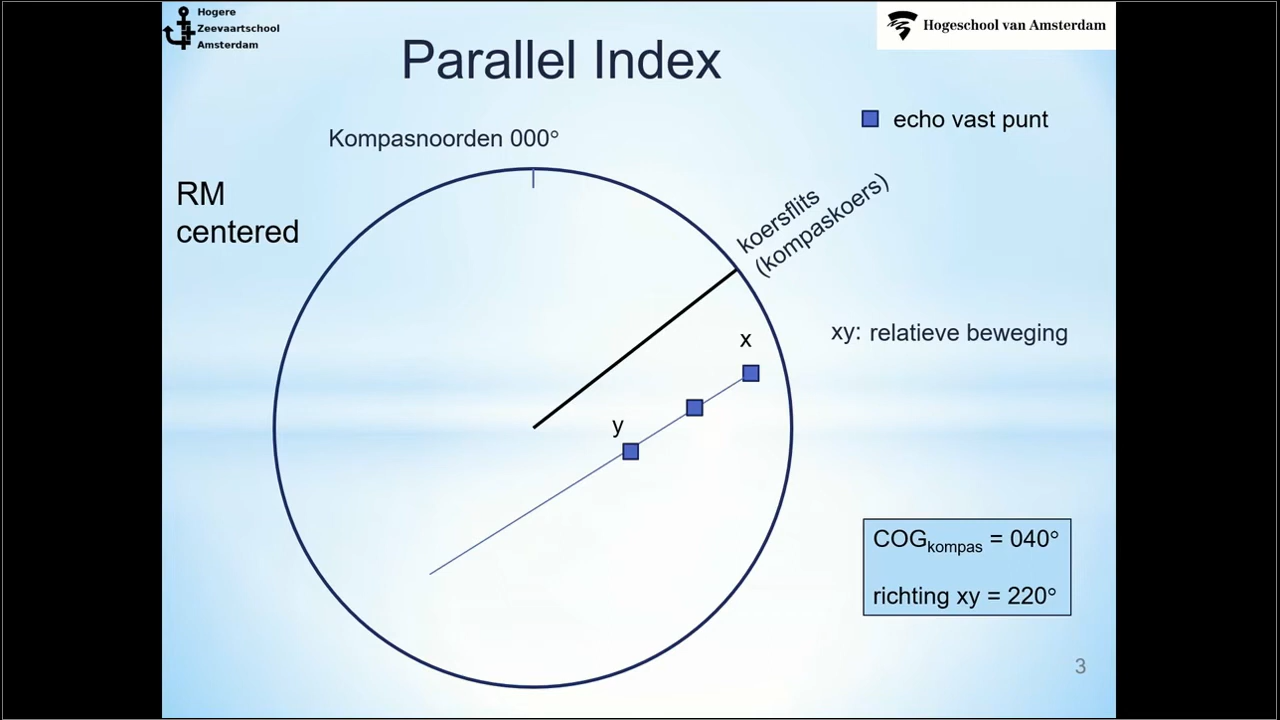 Hogere
Zeevaartschool
Amsterdam
Hogeschool van Amsterdam
Parallel Index
echo vast punt
Kompasnoorden 000°
RM
centered
koersflits
(kompaskoers)
x
xy: relatieve beweging
y
COGkompas = 040°
richting xy = 220°
3